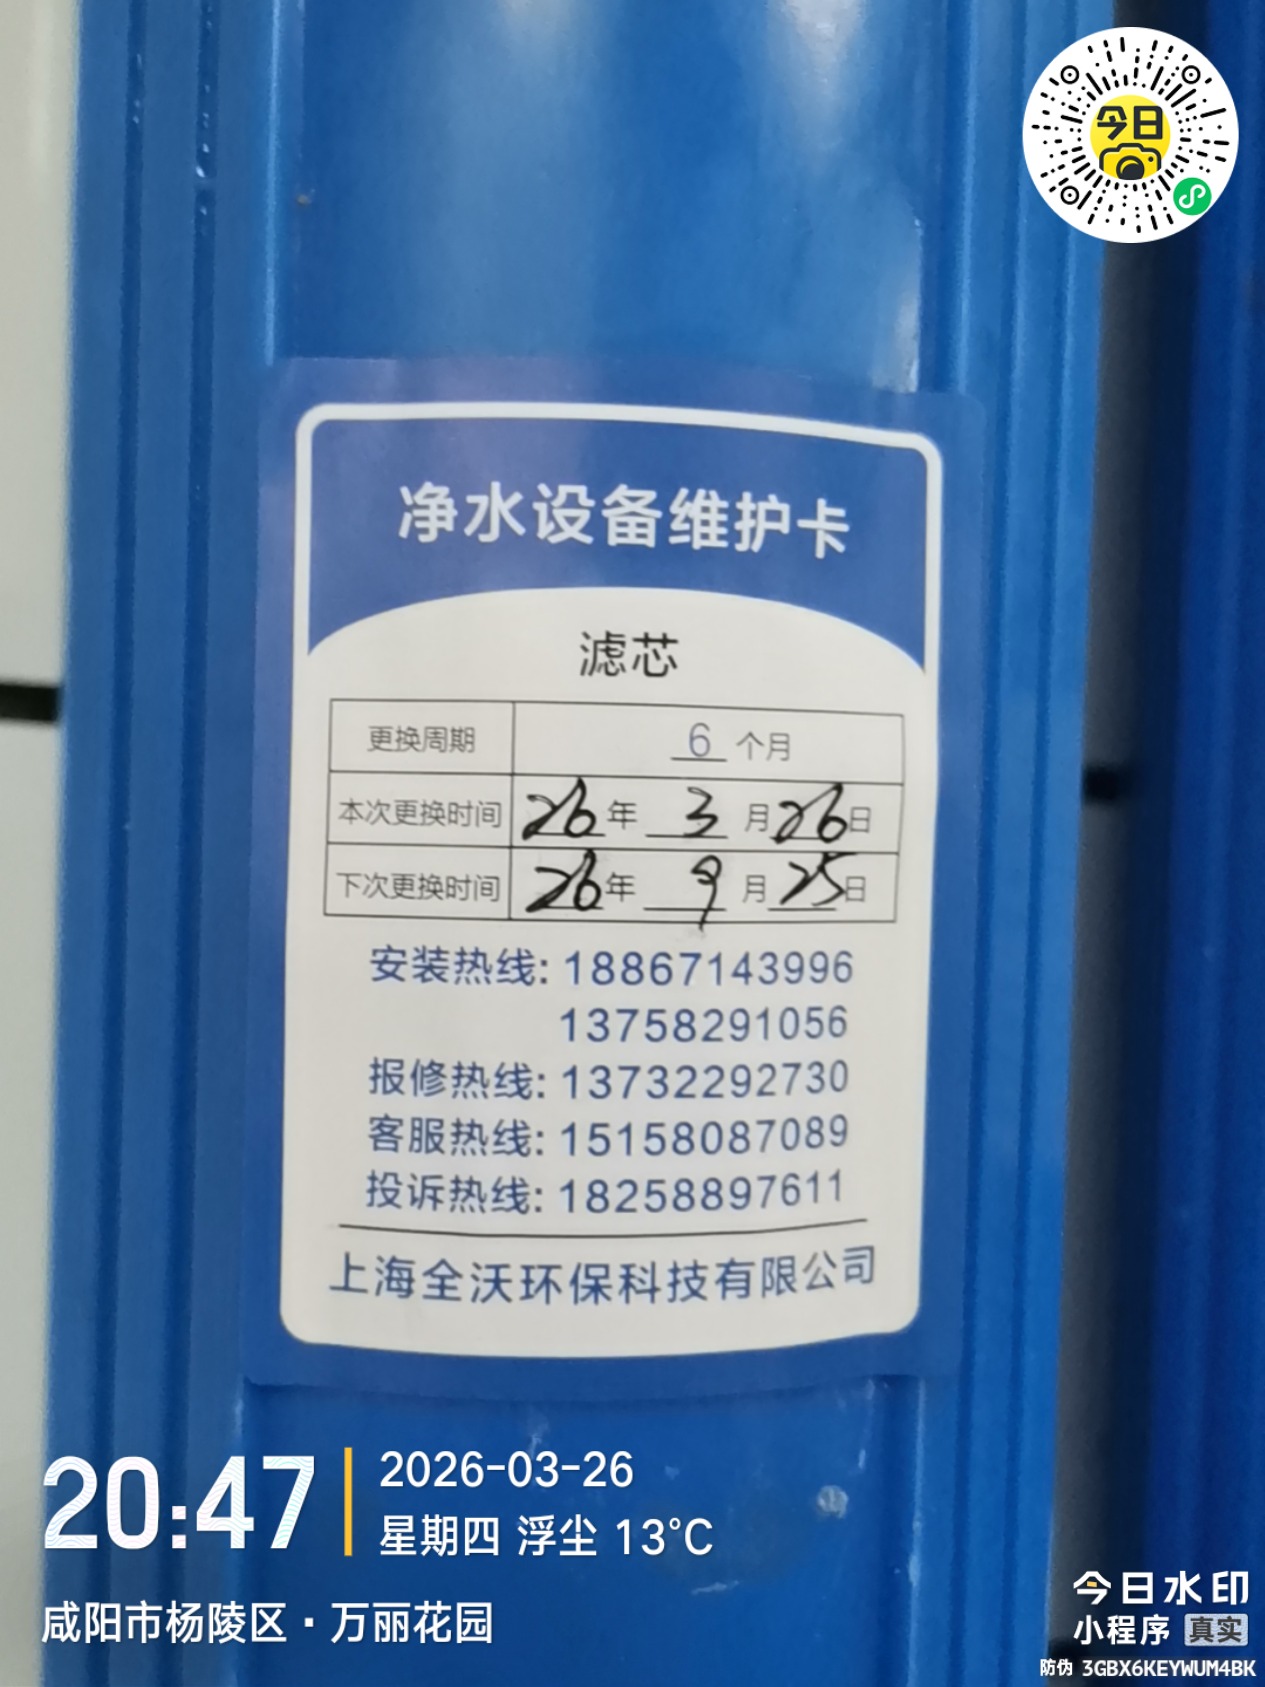 今日
净水设备维护卡
滤芯
更换周期 6 个月
本次更换时间 26年 3 月26日
下次更换时间 26年 9 月25日
安装热线: 18867143996
13758291056
报修热线: 13732292730
客服热线: 15158087089
投诉热线: 18258897611
上海全沃环保科技有限公司
20:47
2026-03-26
星期四 浮尘 13°C
咸阳市杨陵区·万丽花园
今日水印
小程序 真实
防伪 3GBX6KEYWUM4BK